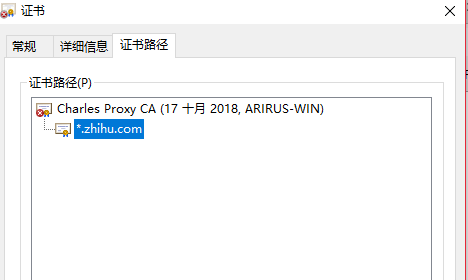 证书
常规 详细信息 证书路径
证书路径(P)
Charles Proxy CA (17 十月 2018, ARIRUS-WIN)
*.zhihu.com